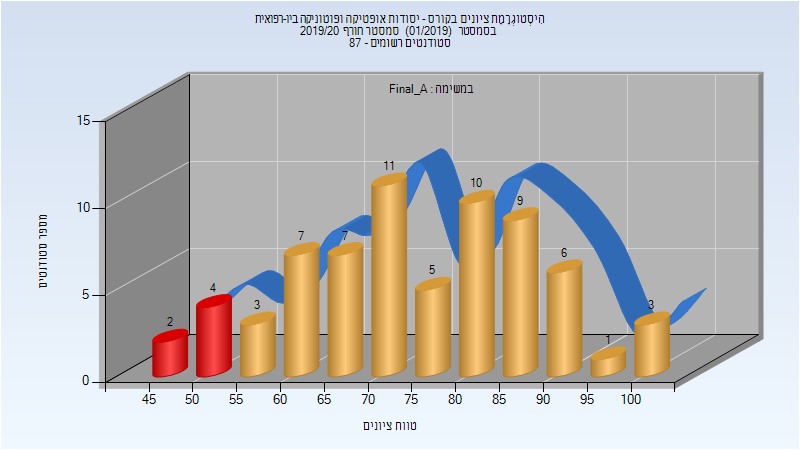 היסטוגרמת ציונים בקורס - יסודות אופטיקה ופוטוניקה ביו-רפואית
בסמסטר (01/2019) סמסטר חורף 2019/20
סטודנטים רשומים - 87
במשימה : Final_A
מספר סטודנטים
15
10
5
0
2
4
3
7
7
11
5
10
9
6
1
3
45 50 55 60 65 70 75 80 85 90 95 100
טווח ציונים